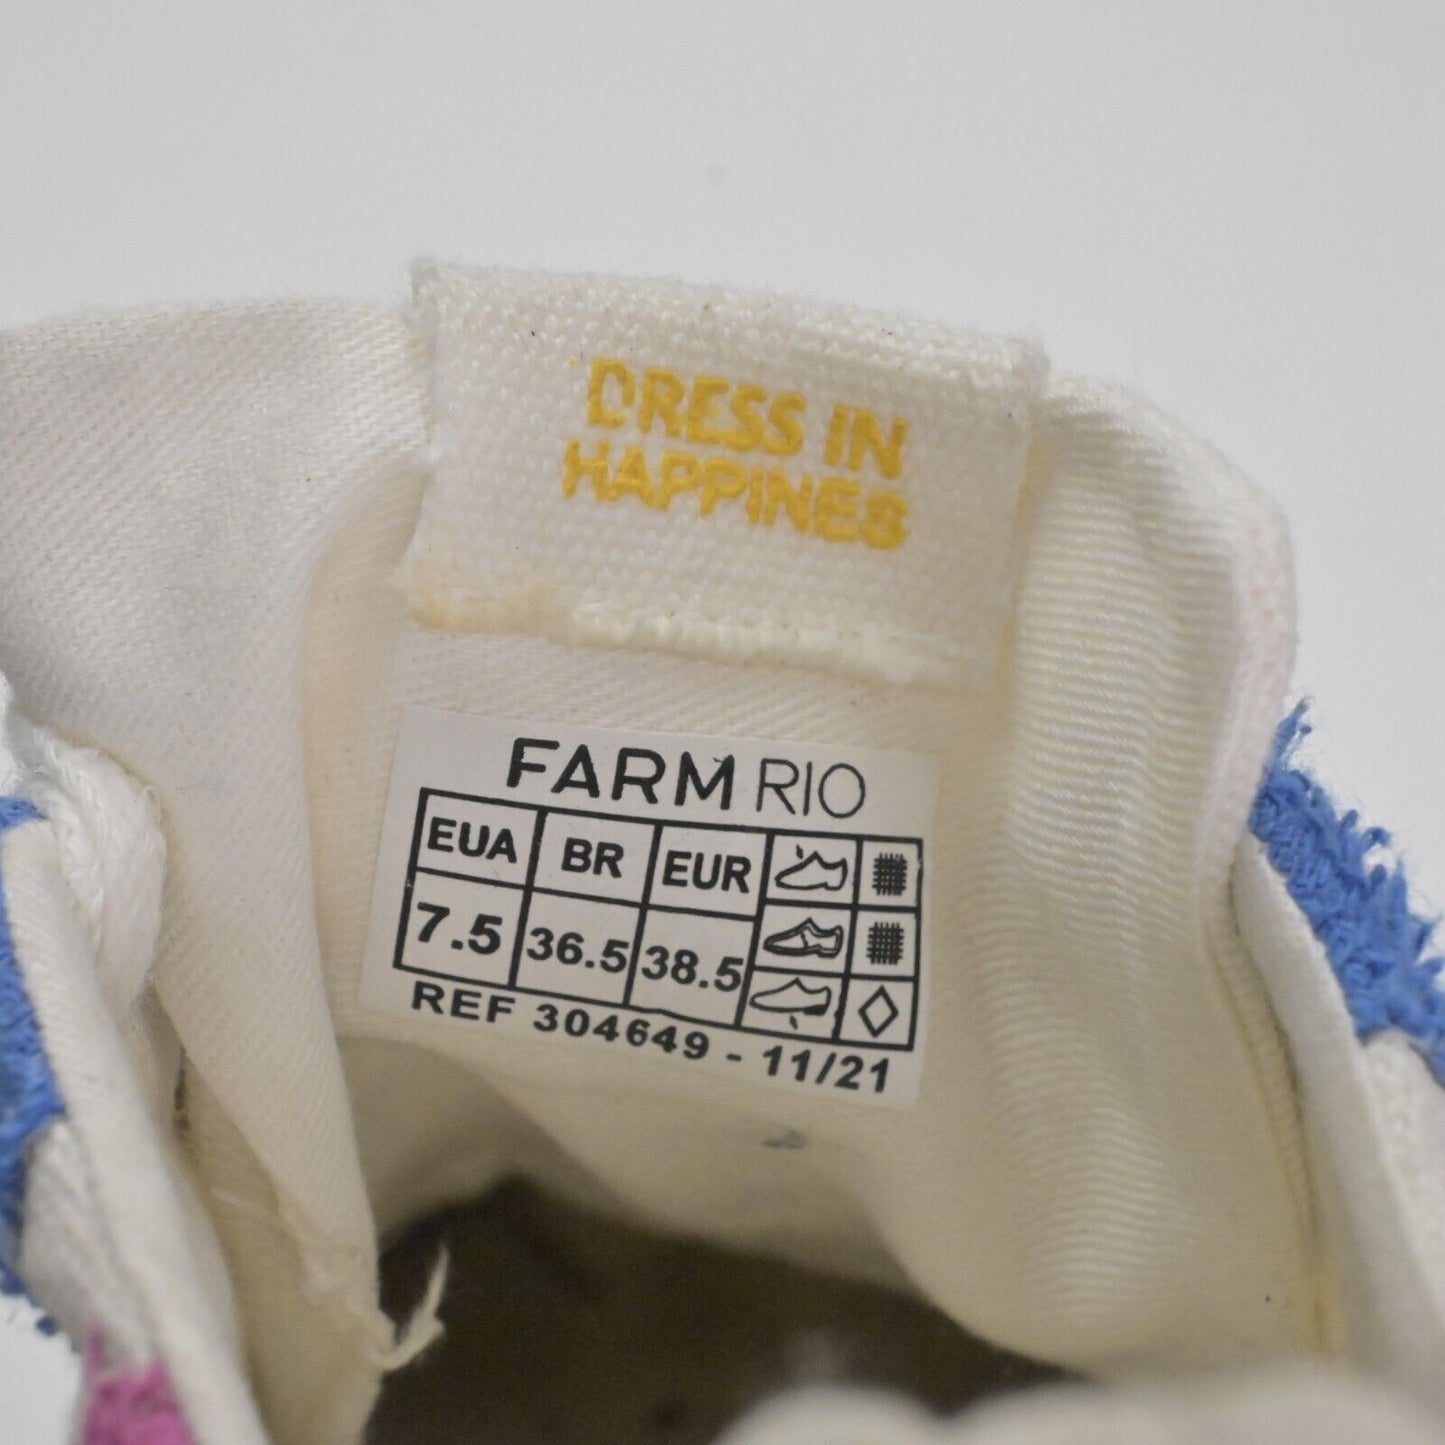 DRESS IN
HAPPINES
FARM RIO
EUA BR EUR
7.5 36.5 38.5
REF 304649 - 11/21